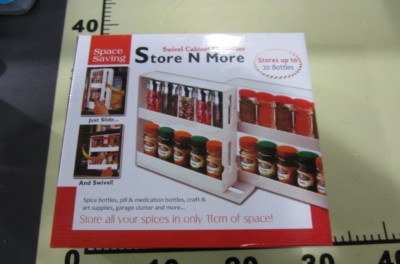 40
Space
Saving
Swivel Cabinet
Store N More
Stores up to
20 Bottles
Just Slide...
And Swivel!
Spice bottles, pill & medication bottles, craft &
art supplies, garage clutter and more...
Store all your spices in only 11cm of space!
0
0
10
20
30
40